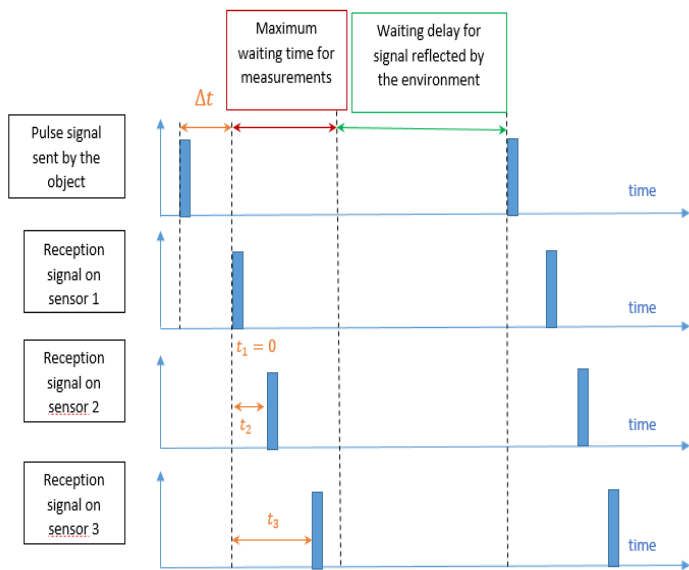 Maximum
waiting time for
measurements
Waiting delay for
signal reflected by
the environment
Δt
Pulse signal
sent by the
object
time
Reception
signal on
sensor 1
time
t₁ = 0
Reception
signal on
sensor 2
t₂
time
Reception
signal on
sensor 3
t₃
time